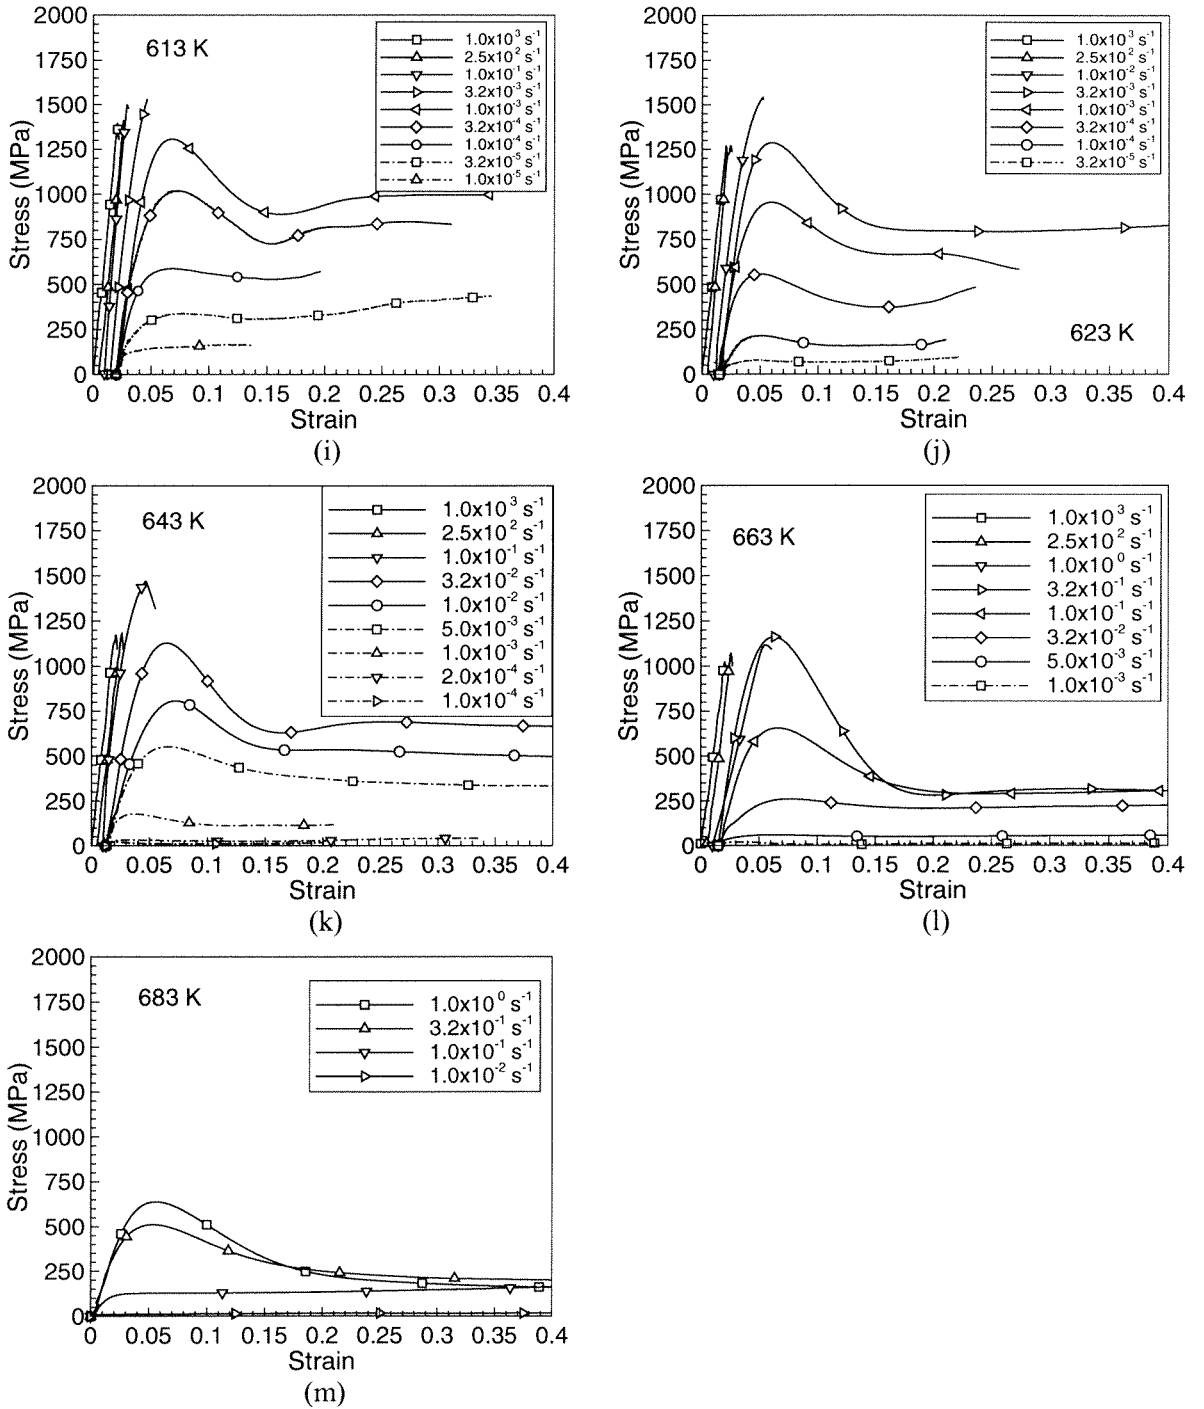 613 K
1.0x10³ s⁻¹
2.5x10² s⁻¹
1.0x10⁻¹ s⁻¹
3.2x10⁻³ s⁻¹
1.0x10⁻³ s⁻¹
3.2x10⁻⁴ s⁻¹
1.0x10⁻⁴ s⁻¹
3.2x10⁻⁵ s⁻¹
1.0x10⁻⁵ s⁻¹
2000
1750
1500
1250
1000
750
500
250
0
Stress (MPa)
0 0.05 0.1 0.15 0.2 0.25 0.3 0.35 0.4
Strain
(i)
623 K
1.0x10³ s⁻¹
2.5x10² s⁻¹
1.0x10⁻² s⁻¹
3.2x10⁻³ s⁻¹
1.0x10⁻³ s⁻¹
3.2x10⁻⁴ s⁻¹
1.0x10⁻⁴ s⁻¹
3.2x10⁻⁵ s⁻¹
2000
1750
1500
1250
1000
750
500
250
0
Stress (MPa)
0 0.05 0.1 0.15 0.2 0.25 0.3 0.35 0.4
Strain
(j)
643 K
1.0x10³ s⁻¹
2.5x10² s⁻¹
1.0x10⁻¹ s⁻¹
3.2x10⁻² s⁻¹
1.0x10⁻² s⁻¹
5.0x10⁻³ s⁻¹
1.0x10⁻³ s⁻¹
2.0x10⁻⁴ s⁻¹
1.0x10⁻⁴ s⁻¹
2000
1750
1500
1250
1000
750
500
250
0
Stress (MPa)
0 0.05 0.1 0.15 0.2 0.25 0.3 0.35 0.4
Strain
(k)
663 K
1.0x10³ s⁻¹
2.5x10² s⁻¹
1.0x10⁰ s⁻¹
3.2x10⁻¹ s⁻¹
1.0x10⁻¹ s⁻¹
3.2x10⁻² s⁻¹
5.0x10⁻³ s⁻¹
1.0x10⁻³ s⁻¹
2000
1750
1500
1250
1000
750
500
250
0
Stress (MPa)
0 0.05 0.1 0.15 0.2 0.25 0.3 0.35 0.4
Strain
(l)
683 K
1.0x10⁰ s⁻¹
3.2x10⁻¹ s⁻¹
1.0x10⁻¹ s⁻¹
1.0x10⁻² s⁻¹
2000
1750
1500
1250
1000
750
500
250
0
Stress (MPa)
0 0.05 0.1 0.15 0.2 0.25 0.3 0.35 0.4
Strain
(m)